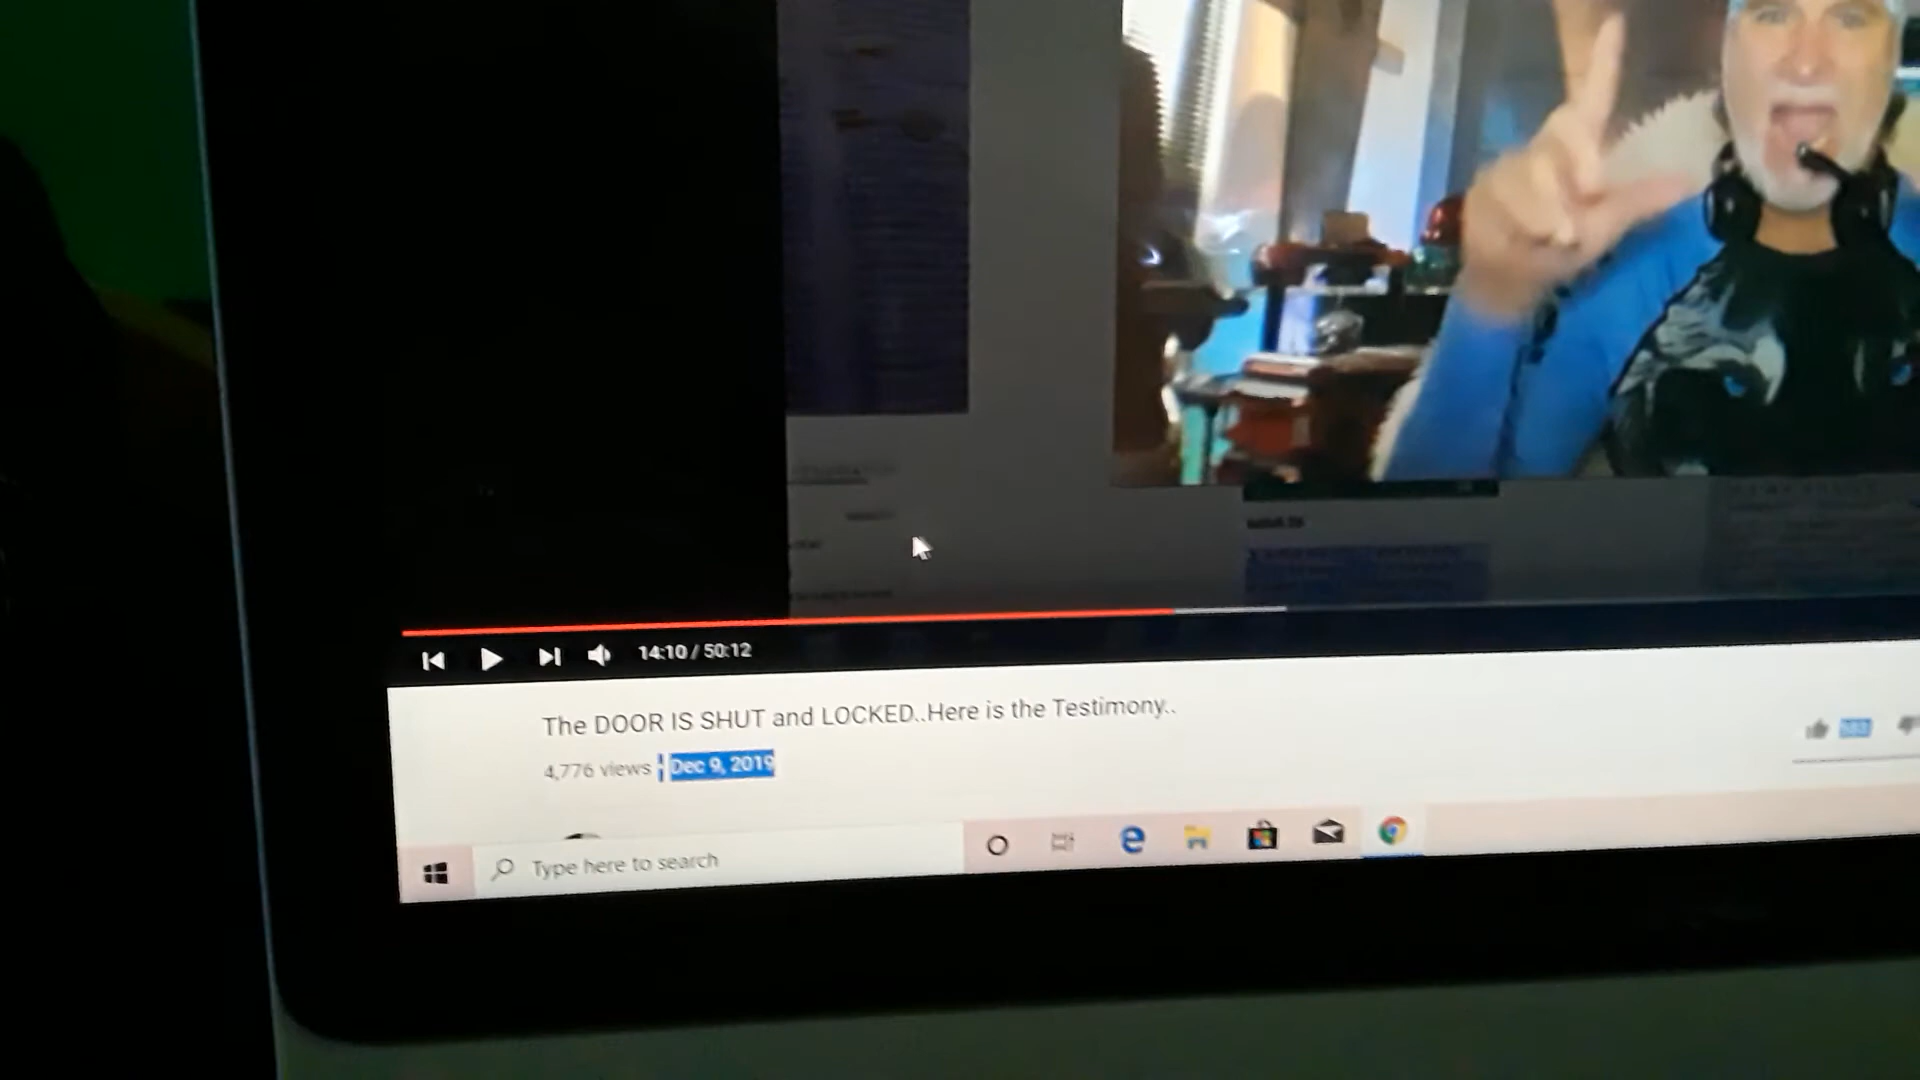 14:10 / 50:12
The DOOR IS SHUT and LOCKED..Here is the Testimony..
4,776 views
Dec 9, 2019
Type here to search